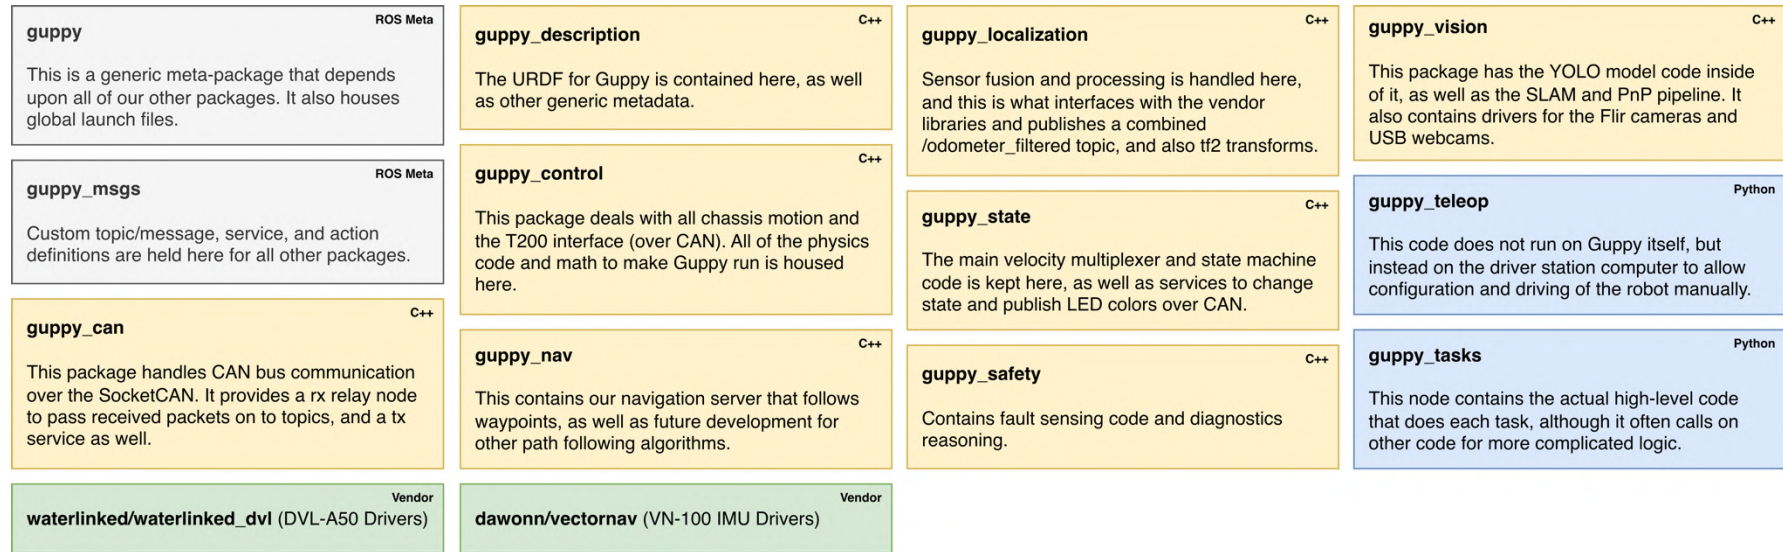 ROS Meta
guppy
This is a generic meta-package that depends
upon all of our other packages. It also houses
global launch files.
ROS Meta
guppy_msgs
Custom topic/message, service, and action
definitions are held here for all other packages.
C++
guppy_can
This package handles CAN bus communication
over the SocketCAN. It provides a rx relay node
to pass received packets on to topics, and a tx
service as well.
Vendor
waterlinked/waterlinked_dvl (DVL-A50 Drivers)
C++
guppy_description
The URDF for Guppy is contained here, as well
as other generic metadata.
C++
guppy_control
This package deals with all chassis motion and
the T200 interface (over CAN). All of the physics
code and math to make Guppy run is housed
here.
C++
guppy_nav
This contains our navigation server that follows
waypoints, as well as future development for
other path following algorithms.
Vendor
dawonn/vectornav (VN-100 IMU Drivers)
C++
guppy_localization
Sensor fusion and processing is handled here,
and this is what interfaces with the vendor
libraries and publishes a combined
/odometer_filtered topic, and also tf2 transforms.
C++
guppy_state
The main velocity multiplexer and state machine
code is kept here, as well as services to change
state and publish LED colors over CAN.
C++
guppy_safety
Contains fault sensing code and diagnostics
reasoning.
C++
guppy_vision
This package has the YOLO model code inside
of it, as well as the SLAM and PnP pipeline. It
also contains drivers for the Flir cameras and
USB webcams.
Python
guppy_teleop
This code does not run on Guppy itself, but
instead on the driver station computer to allow
configuration and driving of the robot manually.
Python
guppy_tasks
This node contains the actual high-level code
that does each task, although it often calls on
other code for more complicated logic.